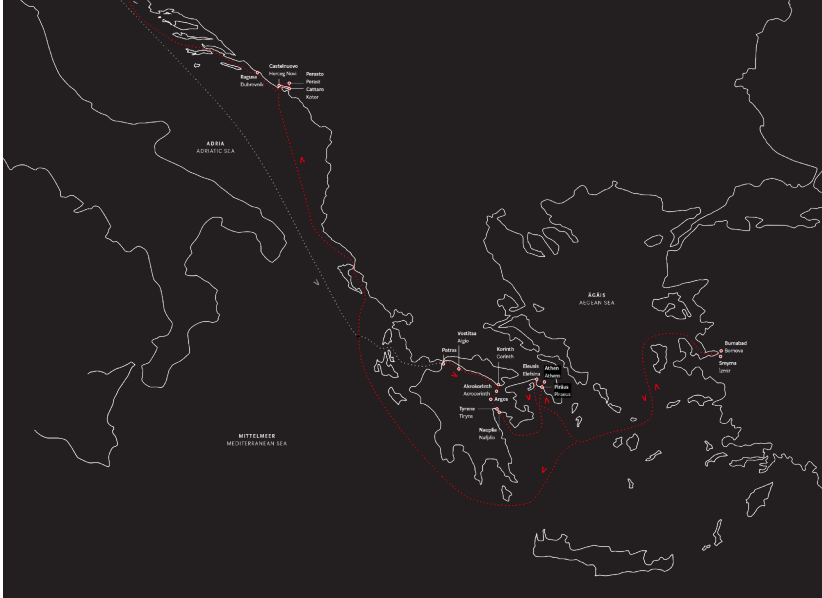 Castelnuovo
Herceg Novi
Perasto
Perast
Ragusa
Dubrovnik
Cattaro
Kotor
ADRIA
ADRIATIC SEA
ÄGÄIS
AEGEAN SEA
Vostitsa
Aigio
Patras
Korinth
Corinth
Eleusis
Elefsina
Athen
Athens
Piräus
Piraeus
Akrokorinth
Acrocorinth
Argos
Tyrens
Tiryns
Nauplia
Nafplio
Burnabad
Bornova
Smyrna
Izmir
MITTELMEER
MEDITERRANEAN SEA